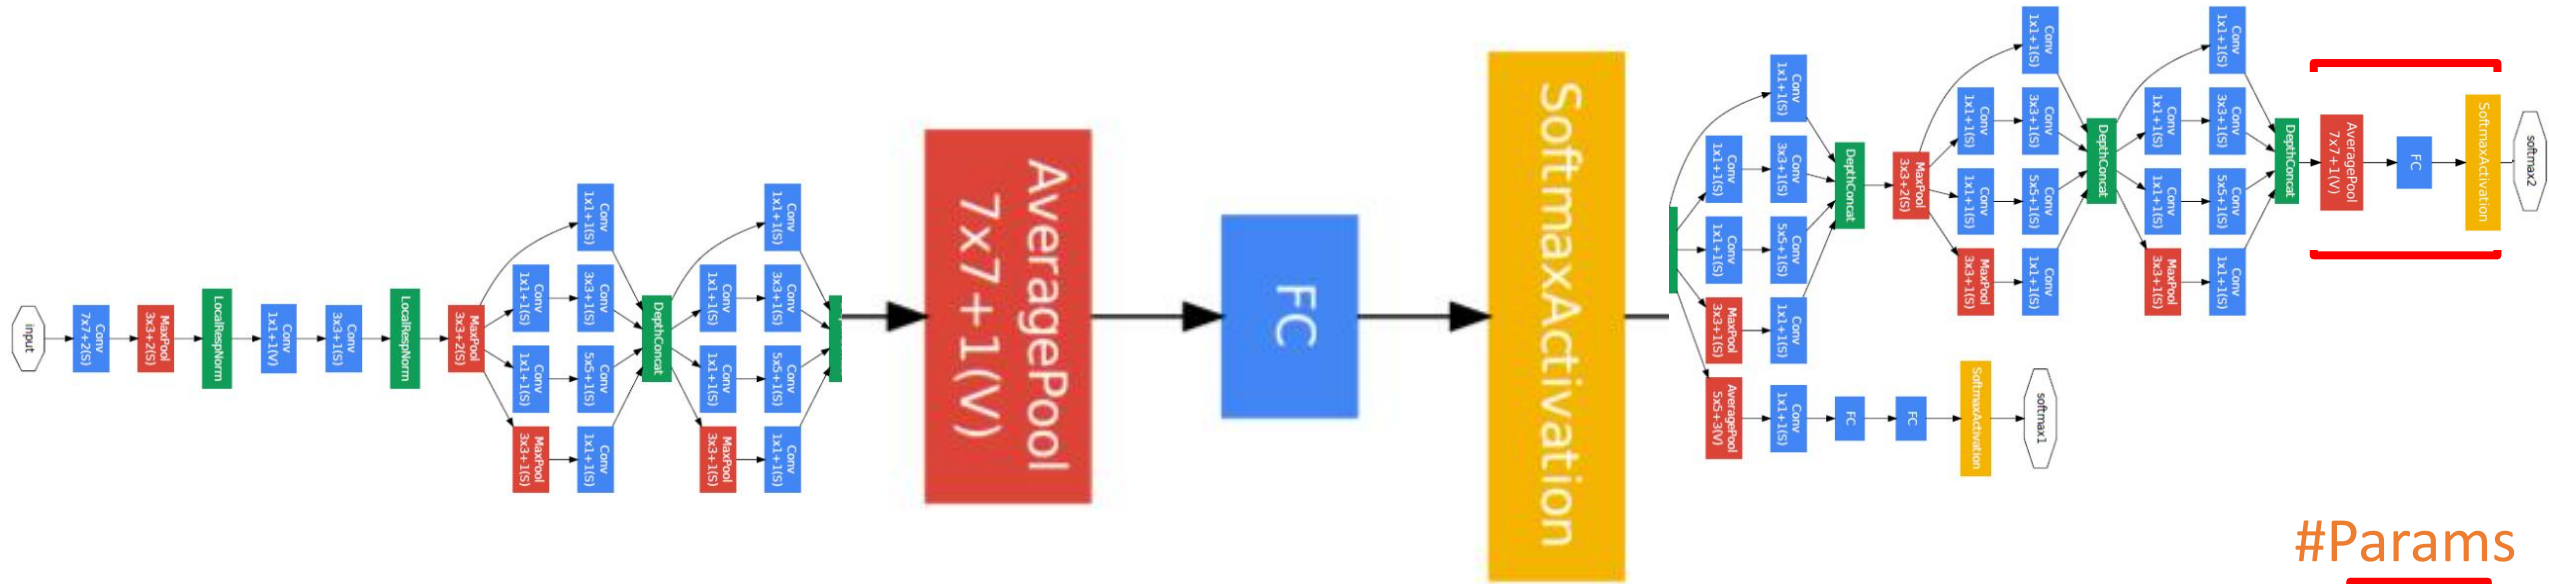 input
Conv
7x7+2(S)
MaxPool
3x3+2(S)
LocalRespNorm
Conv
1x1+1(V)
Conv
3x3+1(S)
LocalRespNorm
MaxPool
3x3+2(S)
Conv
1x1+1(S)
Conv
1x1+1(S)
MaxPool
3x3+1(S)
Conv
1x1+1(S)
Conv
3x3+1(S)
Conv
5x5+1(S)
Conv
1x1+1(S)
DepthConcat
Conv
1x1+1(S)
Conv
1x1+1(S)
MaxPool
3x3+1(S)
Conv
1x1+1(S)
Conv
3x3+1(S)
Conv
5x5+1(S)
Conv
1x1+1(S)
AveragePool
7x7+1(V)
FC
SoftmaxActivation
Conv
1x1+1(S)
Conv
1x1+1(S)
MaxPool
3x3+1(S)
AveragePool
5x5+3(V)
Conv
1x1+1(S)
Conv
3x3+1(S)
Conv
5x5+1(S)
Conv
1x1+1(S)
Conv
1x1+1(S)
DepthConcat
FC
FC
SoftmaxActivation
softmax1
MaxPool
3x3+2(S)
Conv
1x1+1(S)
Conv
1x1+1(S)
MaxPool
3x3+1(S)
Conv
1x1+1(S)
Conv
3x3+1(S)
Conv
5x5+1(S)
Conv
1x1+1(S)
DepthConcat
Conv
1x1+1(S)
Conv
1x1+1(S)
MaxPool
3x3+1(S)
Conv
1x1+1(S)
Conv
3x3+1(S)
Conv
5x5+1(S)
Conv
1x1+1(S)
DepthConcat
AveragePool
7x7+1(V)
FC
SoftmaxActivation
softmax2
#Params